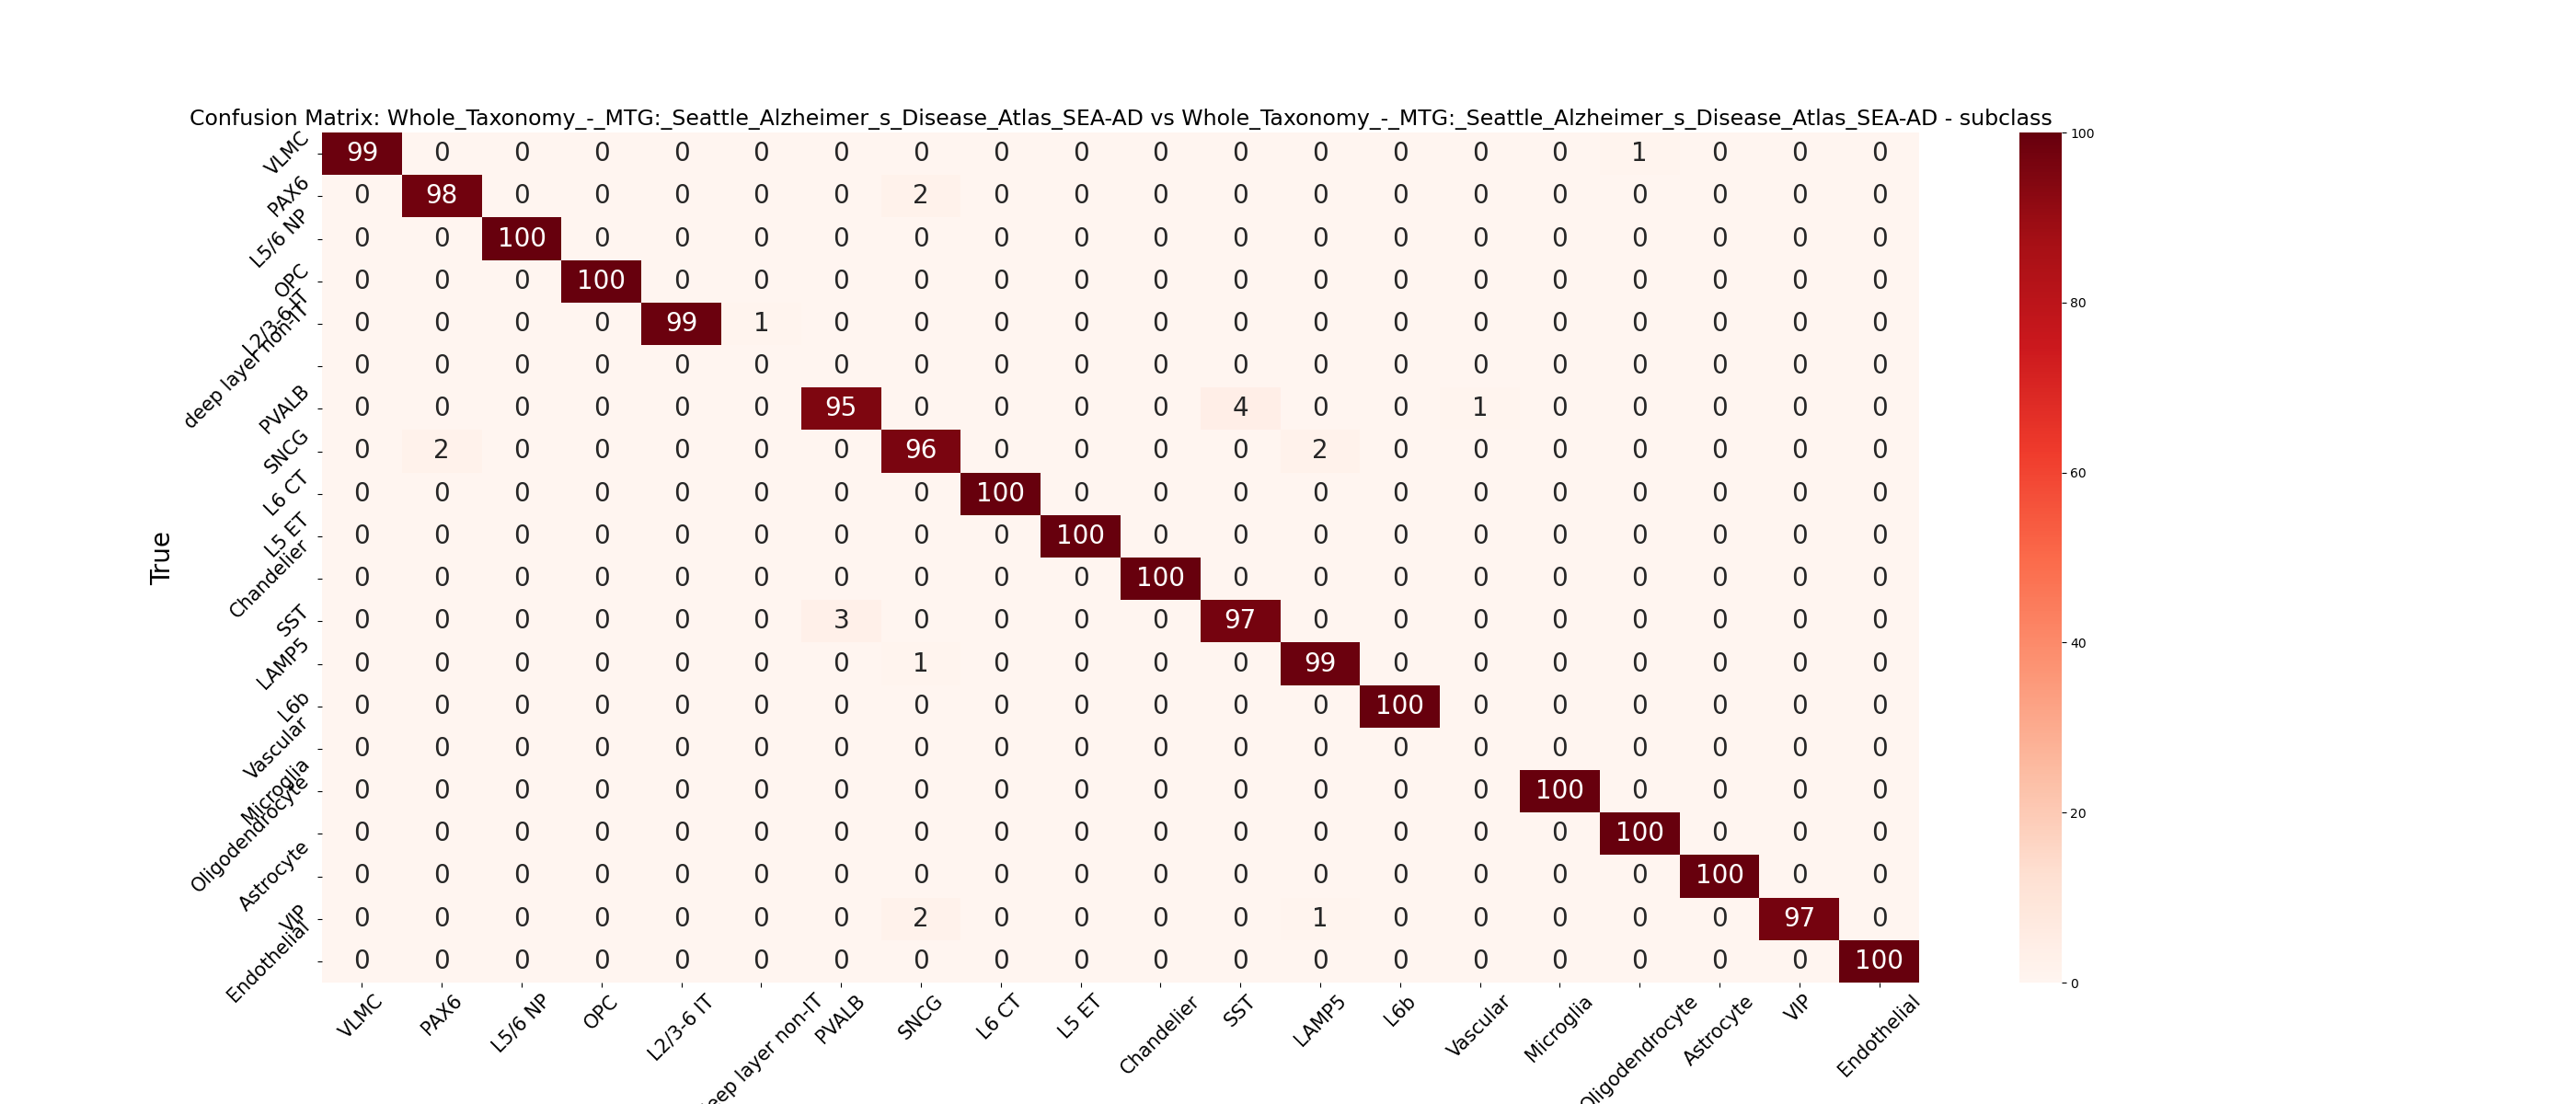 Confusion Matrix: Whole_Taxonomy_-_MTG:_Seattle_Alzheimer_s_Disease_Atlas_SEA-AD vs Whole_Taxonomy_-_MTG:_Seattle_Alzheimer_s_Disease_Atlas_SEA-AD - subclass
VLMC 99 0 0 0 0 0 0 0 0 0 0 0 0 0 0 0 1 0 0 0
PAX6 0 98 0 0 0 0 0 2 0 0 0 0 0 0 0 0 0 0 0 0
L5/6 NP 0 0 100 0 0 0 0 0 0 0 0 0 0 0 0 0 0 0 0 0
OPC 0 0 0 100 0 0 0 0 0 0 0 0 0 0 0 0 0 0 0 0
L2/3-6 IT 0 0 0 0 99 1 0 0 0 0 0 0 0 0 0 0 0 0 0 0
deep layer non-IT 0 0 0 0 0 0 0 0 0 0 0 0 0 0 0 0 0 0 0 0
PVALB 0 0 0 0 0 0 95 0 0 0 0 4 0 0 1 0 0 0 0 0
SNCG 0 2 0 0 0 0 0 96 0 0 0 0 2 0 0 0 0 0 0 0
L6 CT 0 0 0 0 0 0 0 0 100 0 0 0 0 0 0 0 0 0 0 0
L5 ET 0 0 0 0 0 0 0 0 0 100 0 0 0 0 0 0 0 0 0 0
Chandelier 0 0 0 0 0 0 0 0 0 0 100 0 0 0 0 0 0 0 0 0
SST 0 0 0 0 0 0 3 0 0 0 0 97 0 0 0 0 0 0 0 0
LAMP5 0 0 0 0 0 0 0 1 0 0 0 0 99 0 0 0 0 0 0 0
L6b 0 0 0 0 0 0 0 0 0 0 0 0 0 100 0 0 0 0 0 0
Vascular 0 0 0 0 0 0 0 0 0 0 0 0 0 0 0 0 0 0 0 0
Microglia 0 0 0 0 0 0 0 0 0 0 0 0 0 0 0 100 0 0 0 0
Oligodendrocyte 0 0 0 0 0 0 0 0 0 0 0 0 0 0 0 0 100 0 0 0
Astrocyte 0 0 0 0 0 0 0 0 0 0 0 0 0 0 0 0 0 100 0 0
VIP 0 0 0 0 0 0 0 2 0 0 0 0 1 0 0 0 0 0 97 0
Endothelial 0 0 0 0 0 0 0 0 0 0 0 0 0 0 0 0 0 0 0 100
True
VLMC PAX6 L5/6 NP OPC L2/3-6 IT eep layer non-IT PVALB SNCG L6 CT L5 ET Chandelier SST LAMP5 L6b Vascular Microglia Oligodendrocyte Astrocyte VIP Endothelial
100
80
60
40
20
0